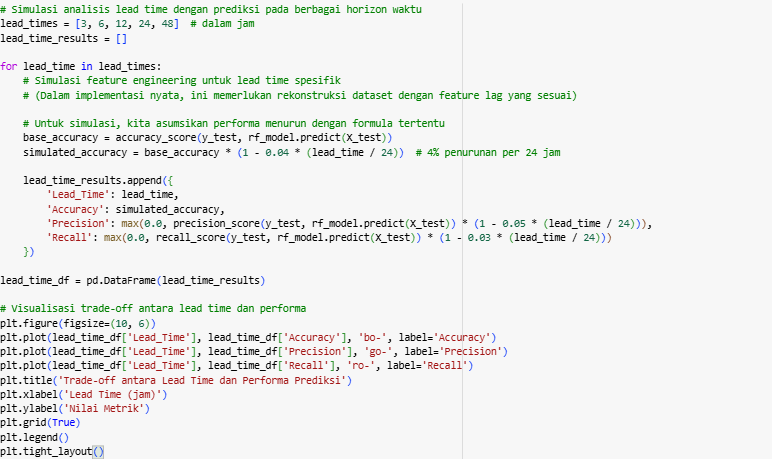 # Simulasi analisis lead time dengan prediksi pada berbagai horizon waktu
lead_times = [3, 6, 12, 24, 48]  # dalam jam
lead_time_results = []

for lead_time in lead_times:
    # Simulasi feature engineering untuk lead time spesifik
    # (Dalam implementasi nyata, ini memerlukan rekonstruksi dataset dengan feature lag yang sesuai)

    # Untuk simulasi, kita asumsikan performa menurun dengan formula tertentu
    base_accuracy = accuracy_score(y_test, rf_model.predict(X_test))
    simulated_accuracy = base_accuracy * (1 - 0.04 * (lead_time / 24))  # 4% penurunan per 24 jam

    lead_time_results.append({
        'Lead_Time': lead_time,
        'Accuracy': simulated_accuracy,
        'Precision': max(0.0, precision_score(y_test, rf_model.predict(X_test)) * (1 - 0.05 * (lead_time / 24))),
        'Recall': max(0.0, recall_score(y_test, rf_model.predict(X_test)) * (1 - 0.03 * (lead_time / 24)))
    })

lead_time_df = pd.DataFrame(lead_time_results)

# Visualisasi trade-off antara lead time dan performa
plt.figure(figsize=(10, 6))
plt.plot(lead_time_df['Lead_Time'], lead_time_df['Accuracy'], 'bo-', label='Accuracy')
plt.plot(lead_time_df['Lead_Time'], lead_time_df['Precision'], 'go-', label='Precision')
plt.plot(lead_time_df['Lead_Time'], lead_time_df['Recall'], 'ro-', label='Recall')
plt.title('Trade-off antara Lead Time dan Performa Prediksi')
plt.xlabel('Lead Time (jam)')
plt.ylabel('Nilai Metrik')
plt.grid(True)
plt.legend()
plt.tight_layout()